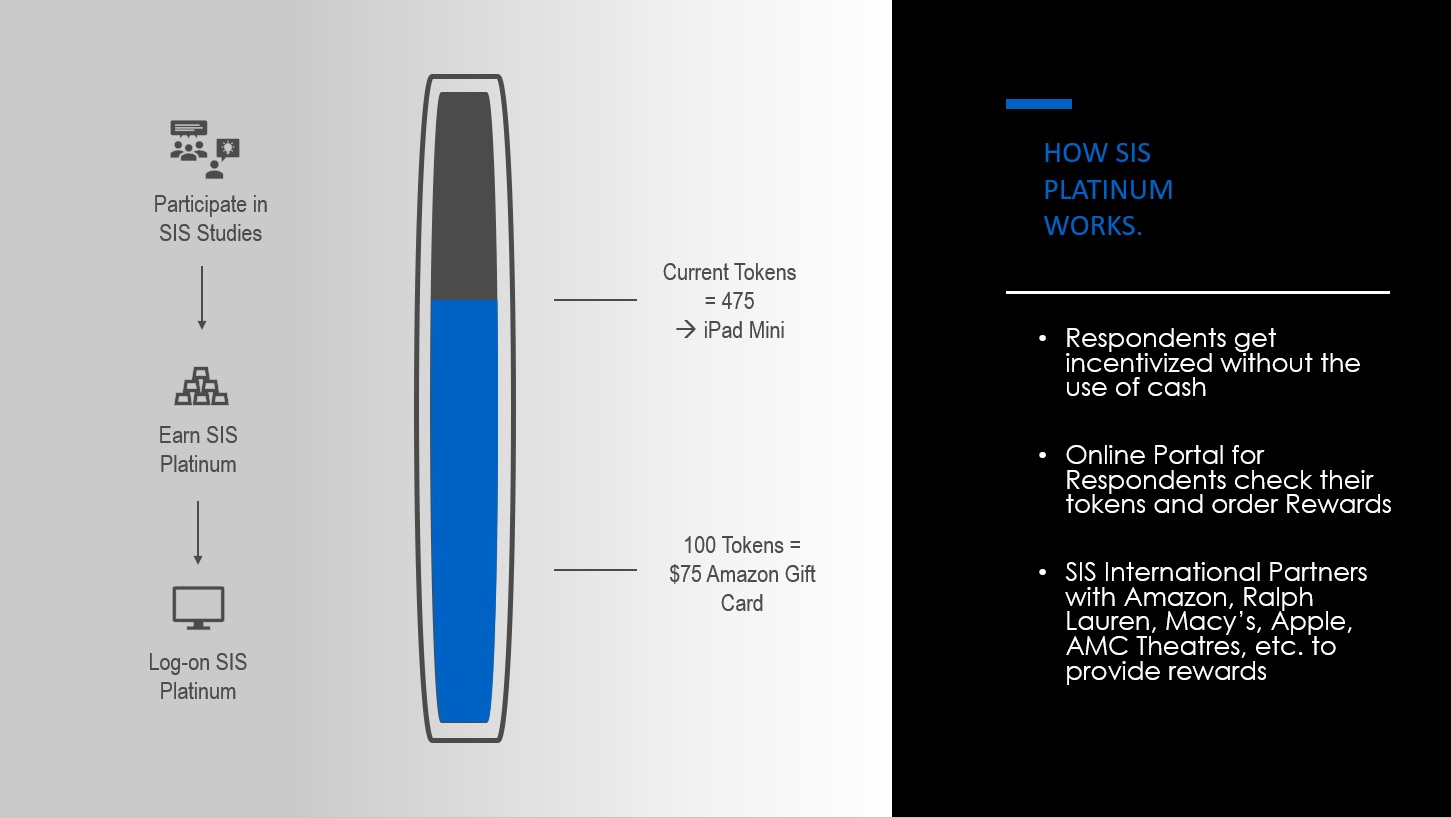 Participate in
SIS Studies
Earn SIS
Platinum
Log-on SIS
Platinum
Current Tokens
= 475
→ iPad Mini
100 Tokens =
$75 Amazon Gift
Card
HOW SIS
PLATINUM
WORKS.
• Respondents get
incentivized without the
use of cash
• Online Portal for
Respondents check their
tokens and order Rewards
• SIS International Partners
with Amazon, Ralph
Lauren, Macy’s, Apple,
AMC Theatres, etc. to
provide rewards